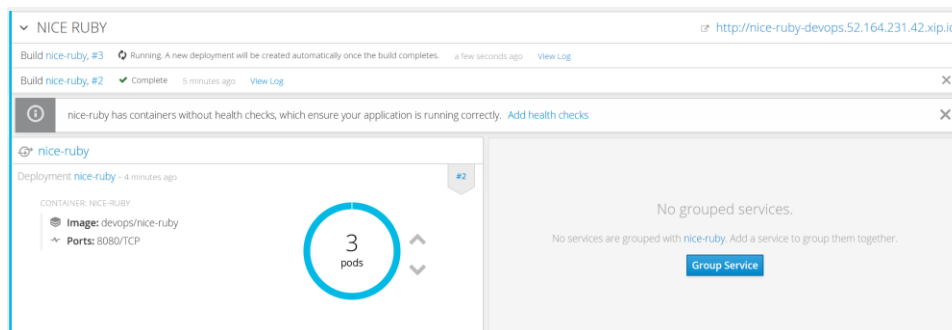 NICE RUBY
http://nice-ruby-devops.52.164.231.42.xip.io
Build nice-ruby, #3 Running. A new deployment will be created automatically once the build completes. a few seconds ago View Log
Build nice-ruby, #2 Complete 5 minutes ago View Log
nice-ruby has containers without health checks, which ensure your application is running correctly. Add health checks
nice-ruby
Deployment nice-ruby – 4 minutes ago
#2
CONTAINER: NICE-RUBY
Image: devops/nice-ruby
Ports: 8080/TCP
3
pods
No grouped services.
No services are grouped with nice-ruby. Add a service to group them together.
Group Service